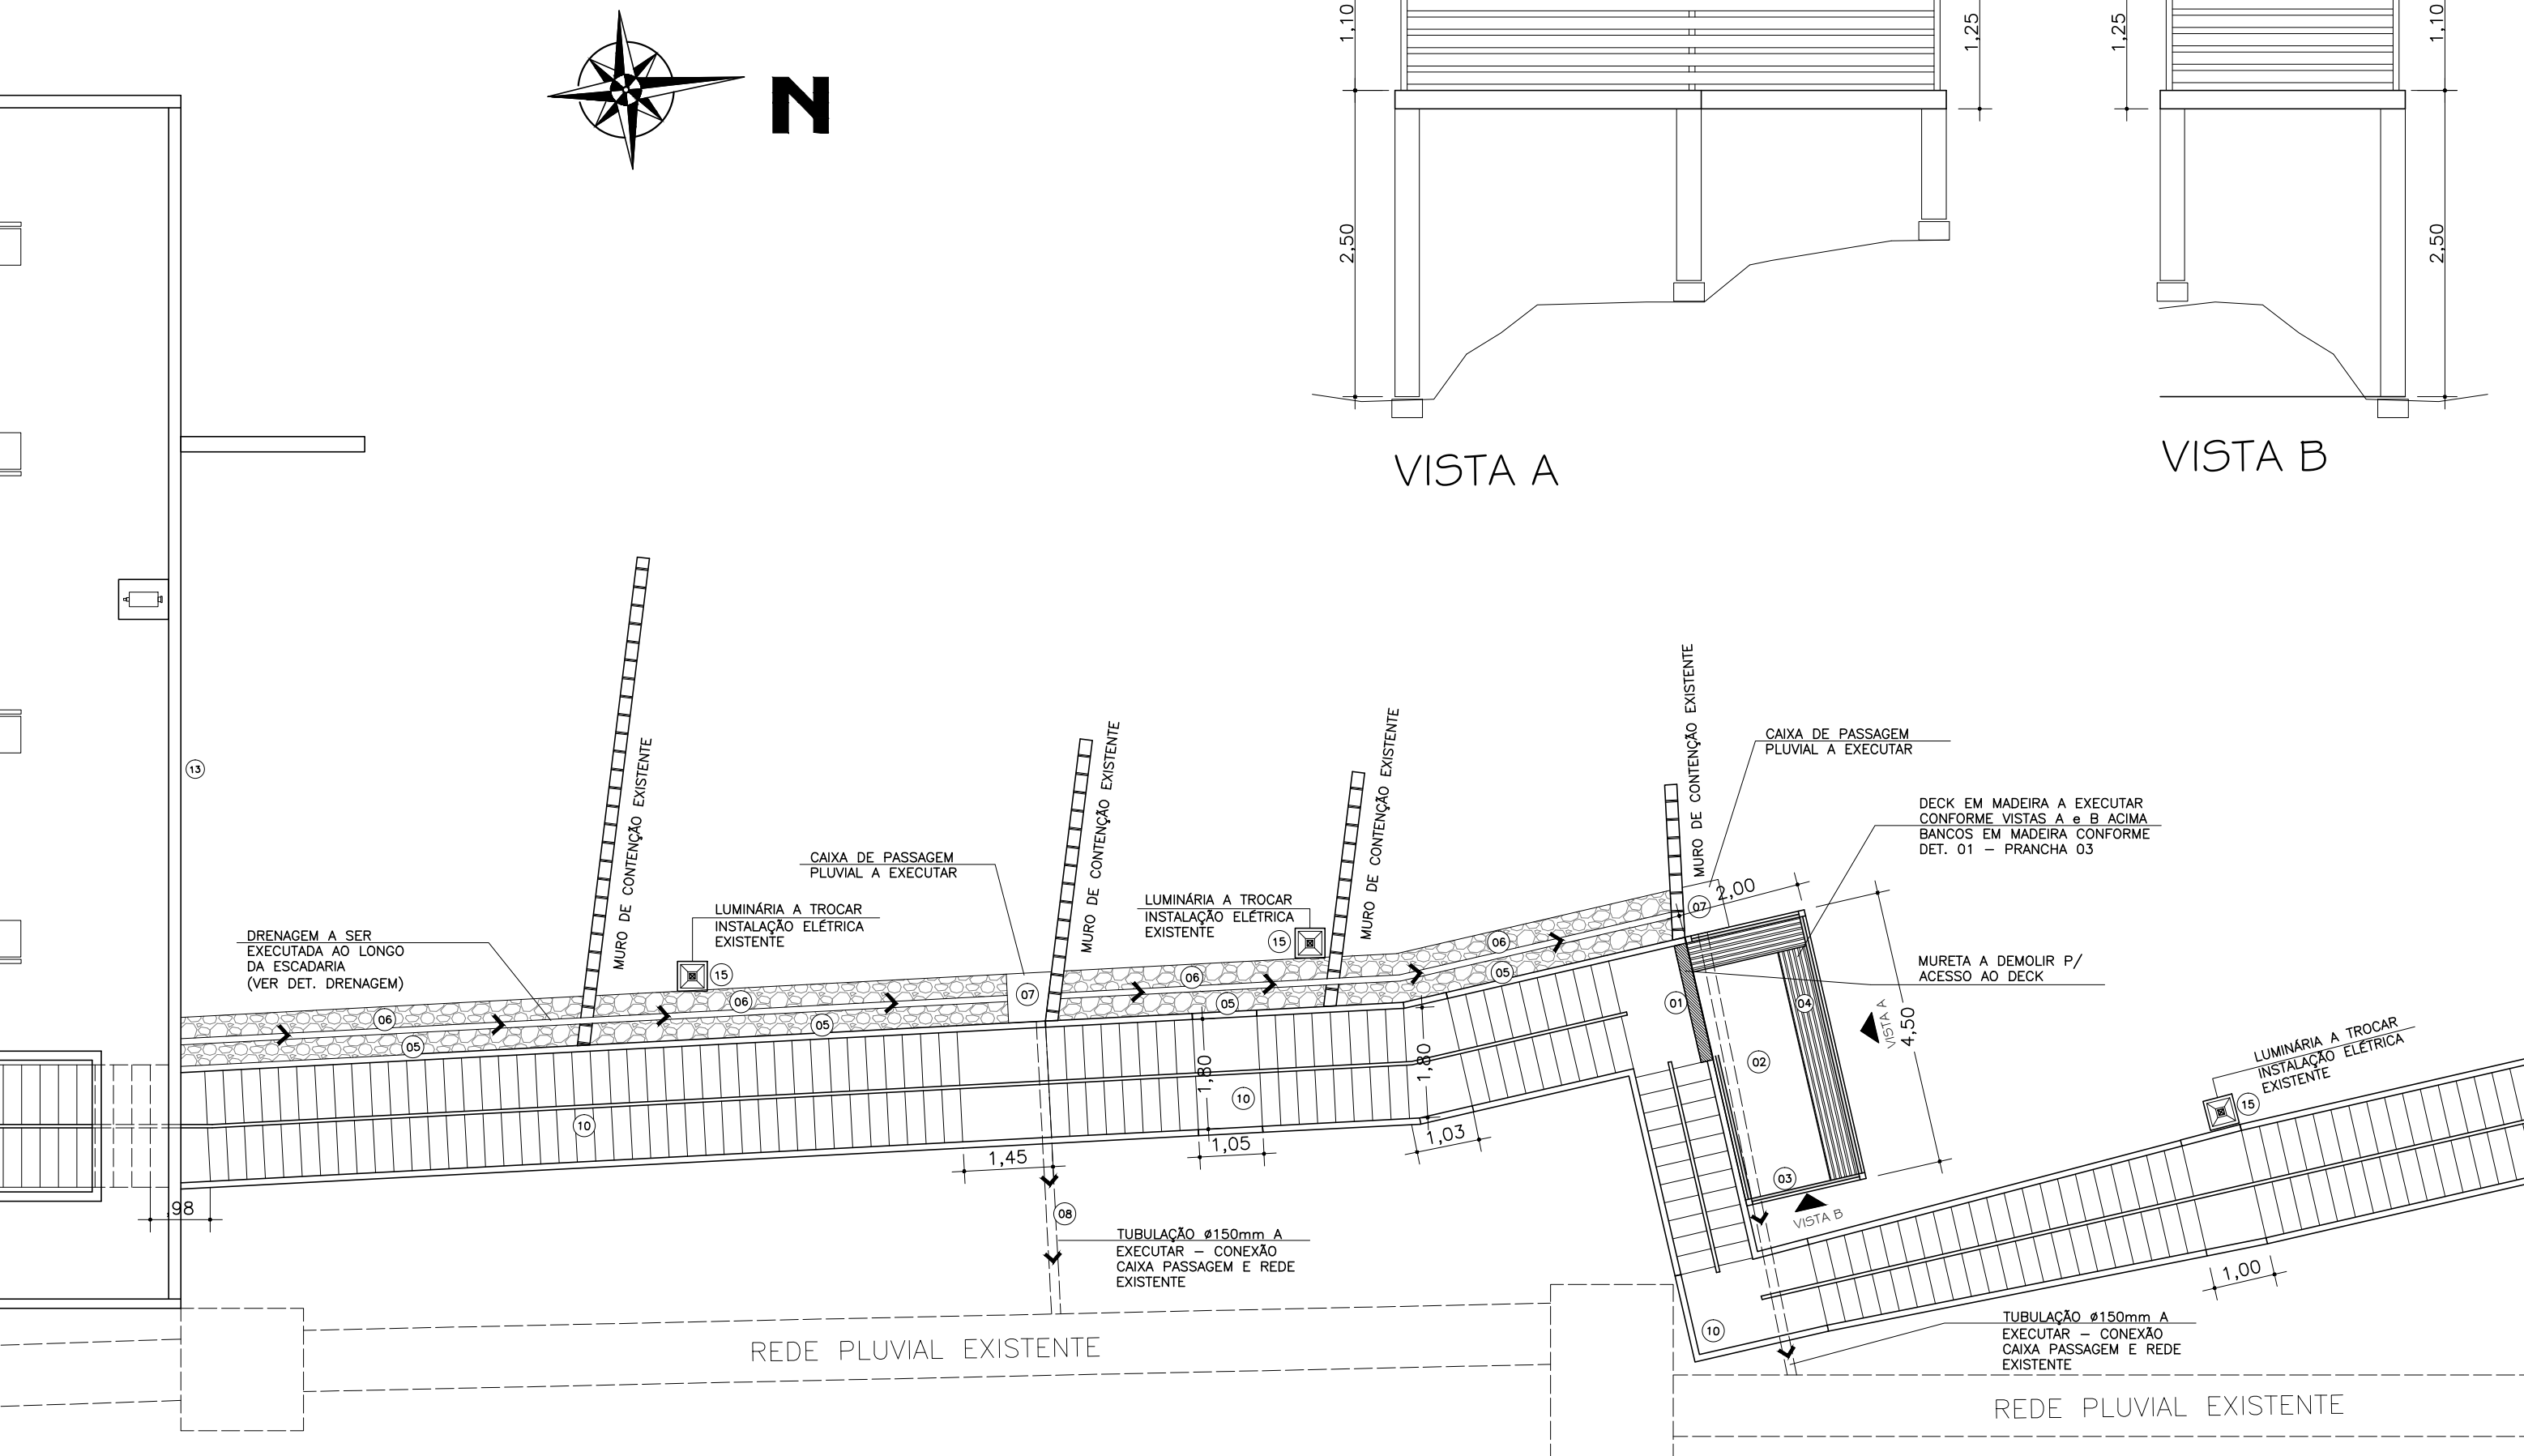 N
1,10
2,50
1,25
VISTA A
1,25
1,10
2,50
VISTA B
13
MURO DE CONTENÇÃO EXISTENTE
MURO DE CONTENÇÃO EXISTENTE
MURO DE CONTENÇÃO EXISTENTE
MURO DE CONTENÇÃO EXISTENTE
CAIXA DE PASSAGEM
PLUVIAL A EXECUTAR
DECK EM MADEIRA A EXECUTAR
CONFORME VISTAS A e B ACIMA
BANCOS EM MADEIRA CONFORME
DET. 01 – PRANCHA 03
CAIXA DE PASSAGEM
PLUVIAL A EXECUTAR
LUMINÁRIA A TROCAR
INSTALAÇÃO ELÉTRICA
EXISTENTE
15
LUMINÁRIA A TROCAR
INSTALAÇÃO ELÉTRICA
EXISTENTE
15
DRENAGEM A SER
EXECUTADA AO LONGO
DA ESCADARIA
(VER DET. DRENAGEM)
MURETA A DEMOLIR P/
ACESSO AO DECK
2,00
07
06
05
06
05
06
05
07
06
05
01
02
03
04
4,50
VISTA A
VISTA B
LUMINÁRIA A TROCAR
INSTALAÇÃO ELÉTRICA
EXISTENTE
15
1,80
1,80
10
10
10
,98
1,45
1,05
1,03
1,00
08
TUBULAÇÃO ø150mm A
EXECUTAR – CONEXÃO
CAIXA PASSAGEM E REDE
EXISTENTE
TUBULAÇÃO ø150mm A
EXECUTAR – CONEXÃO
CAIXA PASSAGEM E REDE
EXISTENTE
REDE PLUVIAL EXISTENTE
REDE PLUVIAL EXISTENTE